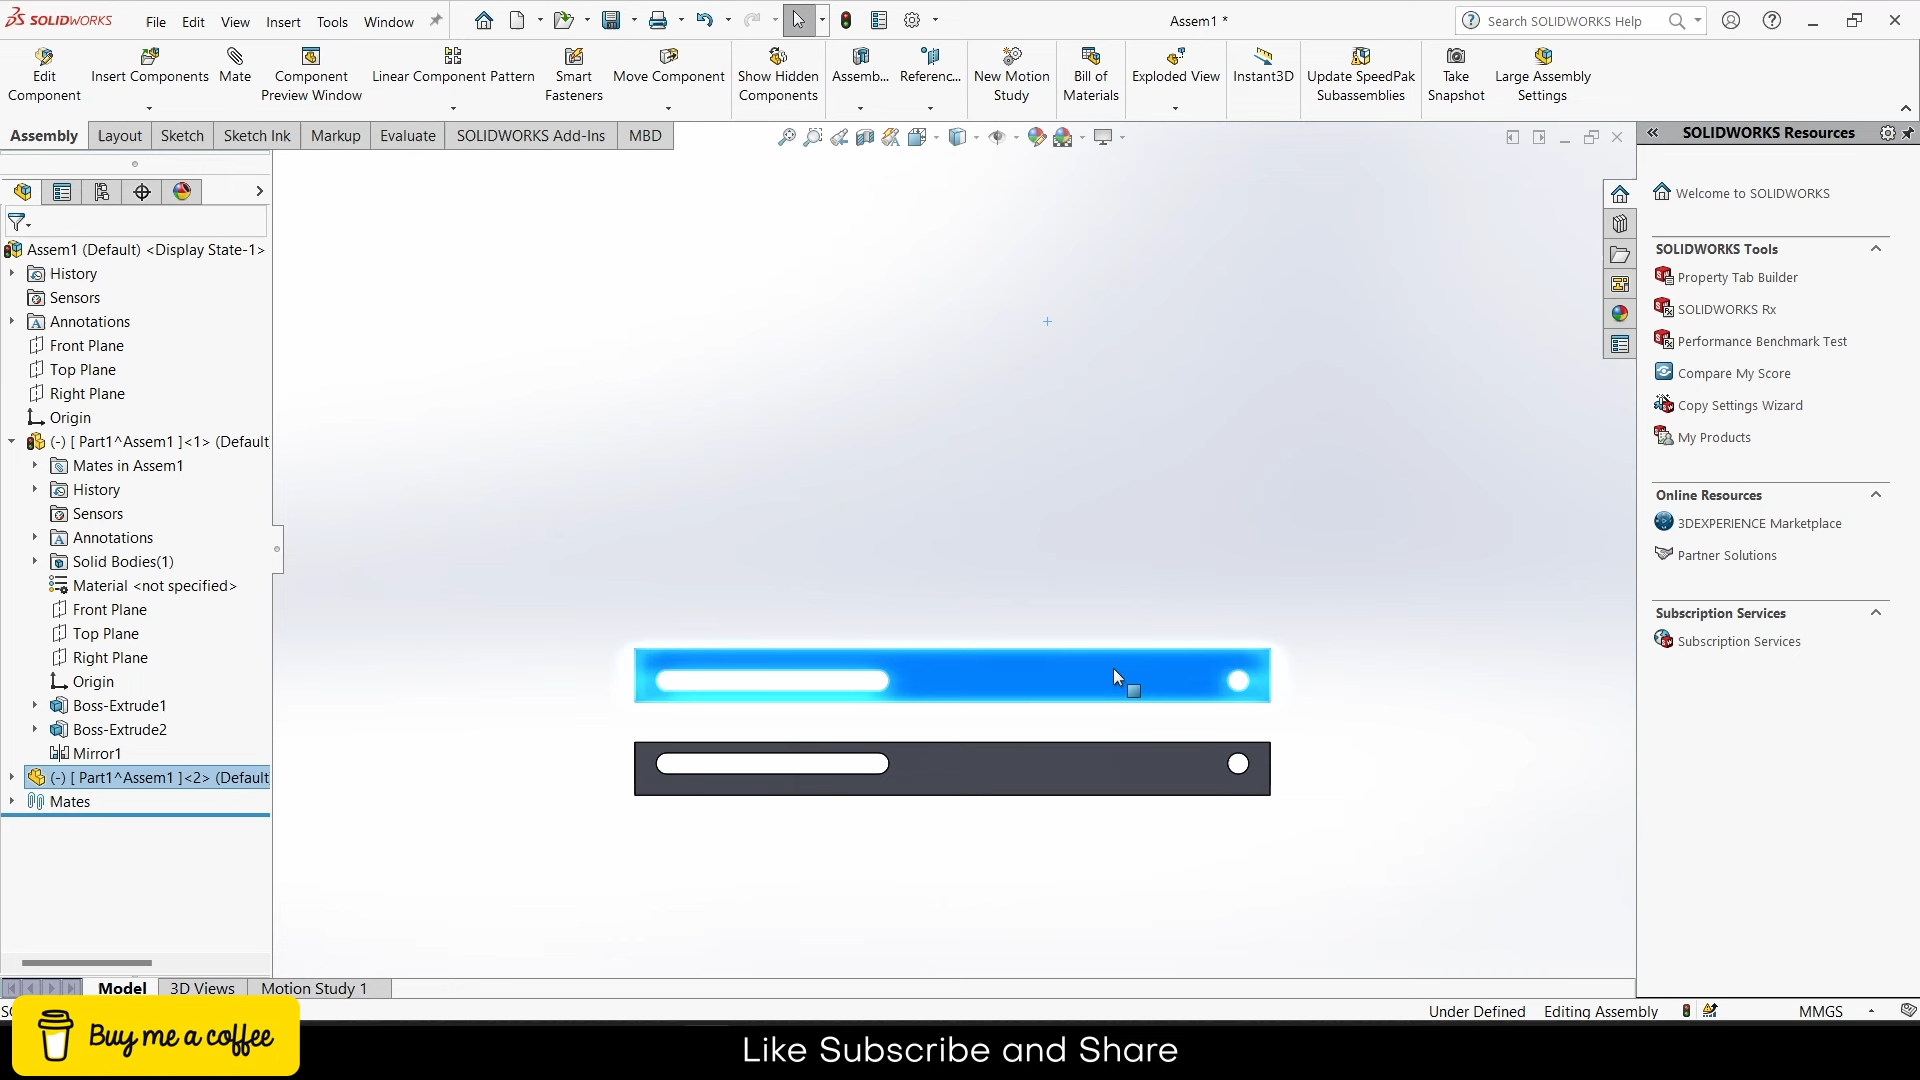 SOLIDWORKS
File
Edit
View
Insert
Tools
Window
Assem1 *
Search SOLIDWORKS Help
Edit
Component
Insert Components
Mate
Component
Preview Window
Linear Component Pattern
Smart
Fasteners
Move Component
Show Hidden
Components
Assemb...
Referenc...
New Motion
Study
Bill of
Materials
Exploded View
Instant3D
Update SpeedPak
Subassemblies
Take
Snapshot
Large Assembly
Settings
Assembly
Layout
Sketch
Sketch Ink
Markup
Evaluate
SOLIDWORKS Add-Ins
MBD
Assem1 (Default) <Display State-1>
History
Sensors
Annotations
Front Plane
Top Plane
Right Plane
Origin
(-) [ Part1^Assem1 ]<1> (Default
Mates in Assem1
History
Sensors
Annotations
Solid Bodies(1)
Material <not specified>
Front Plane
Top Plane
Right Plane
Origin
Boss-Extrude1
Boss-Extrude2
Mirror1
(-) [ Part1^Assem1 ]<2> (Default
Mates
SOLIDWORKS Resources
Welcome to SOLIDWORKS
SOLIDWORKS Tools
Property Tab Builder
SOLIDWORKS Rx
Performance Benchmark Test
Compare My Score
Copy Settings Wizard
My Products
Online Resources
3DEXPERIENCE Marketplace
Partner Solutions
Subscription Services
Subscription Services
Model
3D Views
Motion Study 1
Under Defined
Editing Assembly
MMGS
Buy me a coffee
Like Subscribe and Share